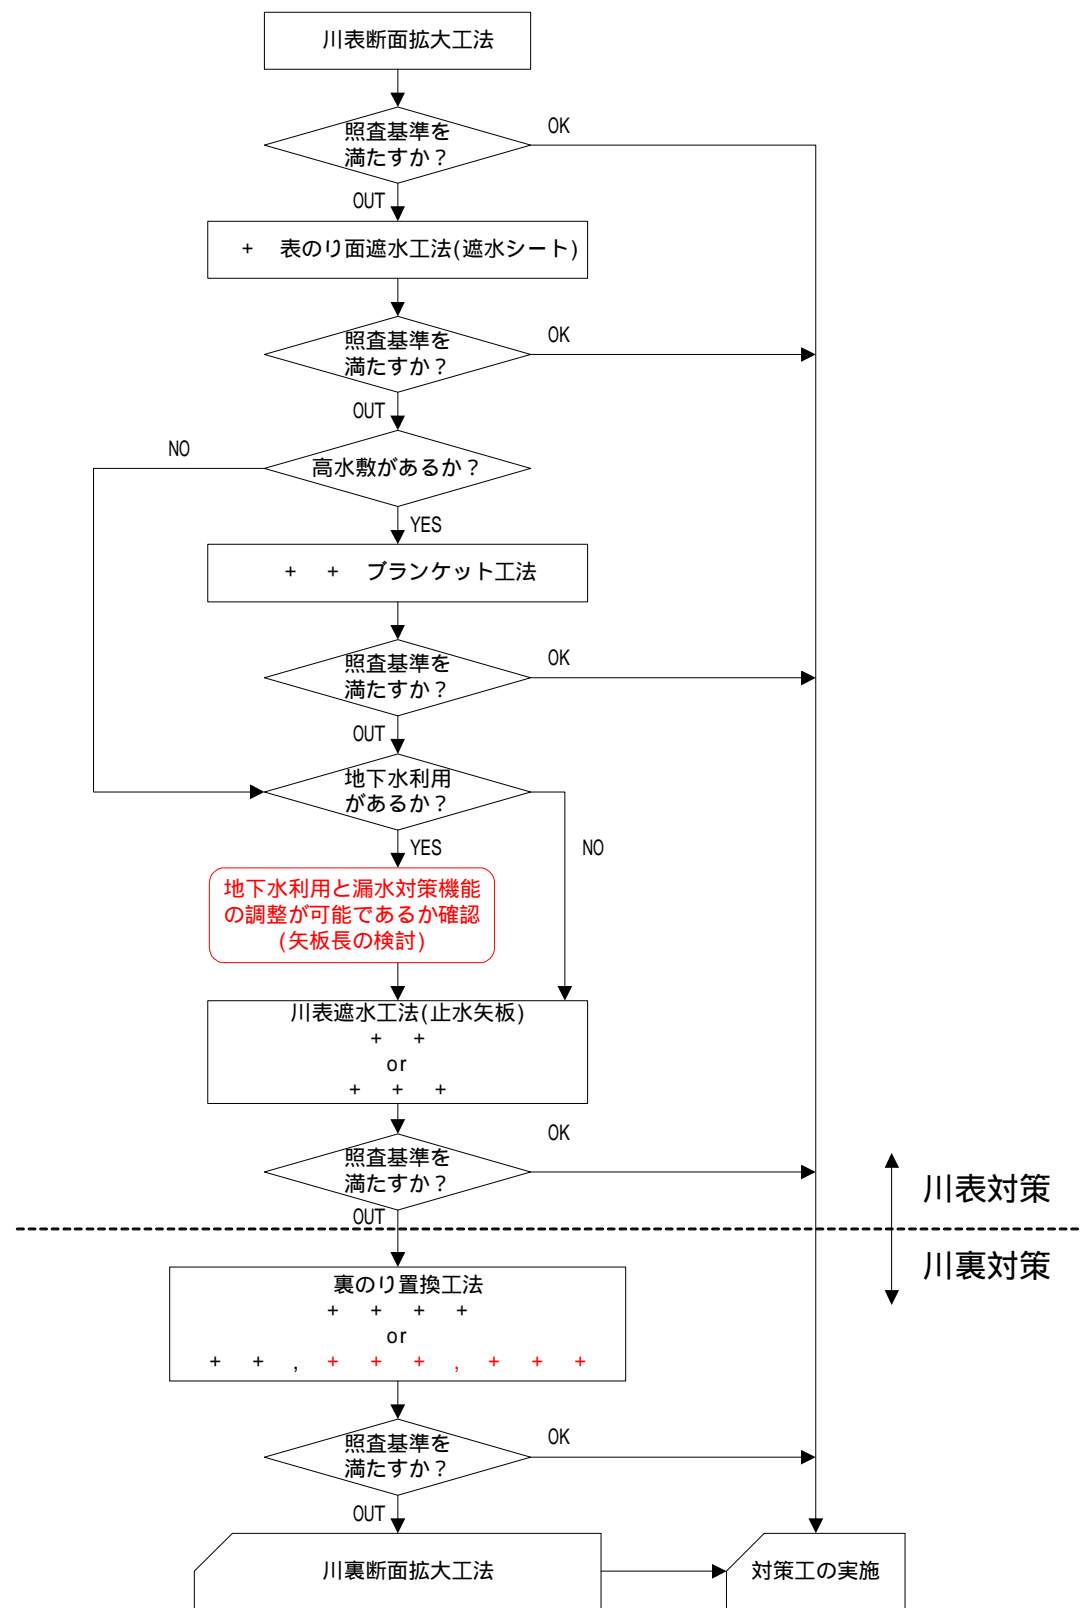 川表断面拡大工法
照査基準を
満たすか？
OK
OUT
+ 表のり面遮水工法(遮水シート)
照査基準を
満たすか？
OK
OUT
高水敷があるか？
NO
YES
+ + ブランケット工法
照査基準を
満たすか？
OK
OUT
地下水利用
があるか？
YES
NO
地下水利用と漏水対策機能
の調整が可能であるか確認
(矢板長の検討)
川表遮水工法(止水矢板)
+ +
or
+ + +
照査基準を
満たすか？
OK
OUT
川表対策
川裏対策
裏のり置換工法
+ + + +
or
+ + , + + + , + + +
照査基準を
満たすか？
OK
OUT
川裏断面拡大工法
対策工の実施